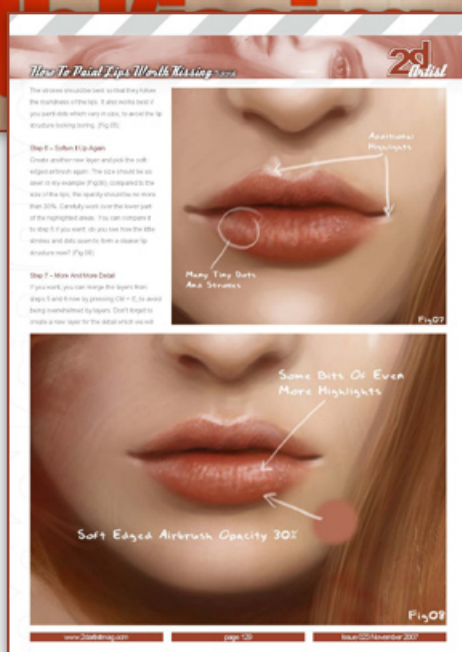 How To Paint Lips Worth Kissing
2d Artist
The strokes should be bent so that they follow
the roundness of the lips. It also works best if
you paint dots which vary in size, to avoid the lip
structure looking boring. (Fig.05)
Step 6 – Soften It Up Again
Create another new layer and pick the soft-
edged airbrush again. The size should be as
seen in my example (Fig.06), compared to the
size of the lips; the opacity should be no more
than 20%. Carefully work over the lower part
of the highlighted areas. You can compare it
to step 5 if you want: do you see how the little
strokes and dots seem to form a clearer lip
structure now? (Fig.06)
Step 7 – More And More Detail
If you want, you can merge the layers from
steps 5 and 6 now by pressing Ctrl + E, to avoid
being overwhelmed by layers. Don't forget to
create a new layer for the detail which we will
Additional
Highlights
Many Tiny Dots
And Strokes
Fig07
Some Bits Of Even
More Highlights
Soft Edged Airbrush Opacity 30%
Fig08
www.2dartistmag.com
page 129
Issue 023 November 2007